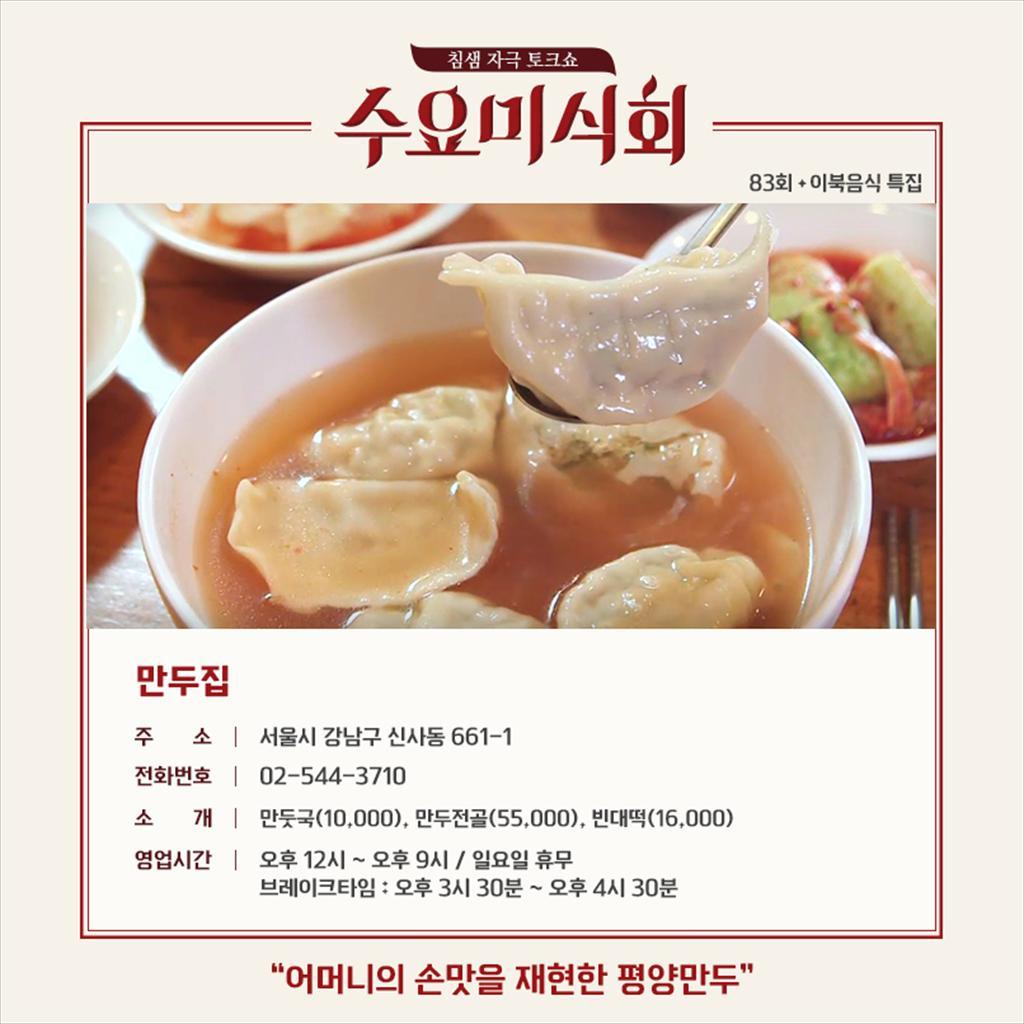 침샘 자극 토크쇼
수요미식회
83회 + 이북음식 특집
만두집
주 소 | 서울시 강남구 신사동 661-1
전화번호 | 02-544-3710
소 개 | 만둣국(10,000), 만두전골(55,000), 빈대떡(16,000)
영업시간 | 오후 12시 ~ 오후 9시 / 일요일 휴무
브레이크타임 : 오후 3시 30분 ~ 오후 4시 30분
“어머니의 손맛을 재현한 평양만두”